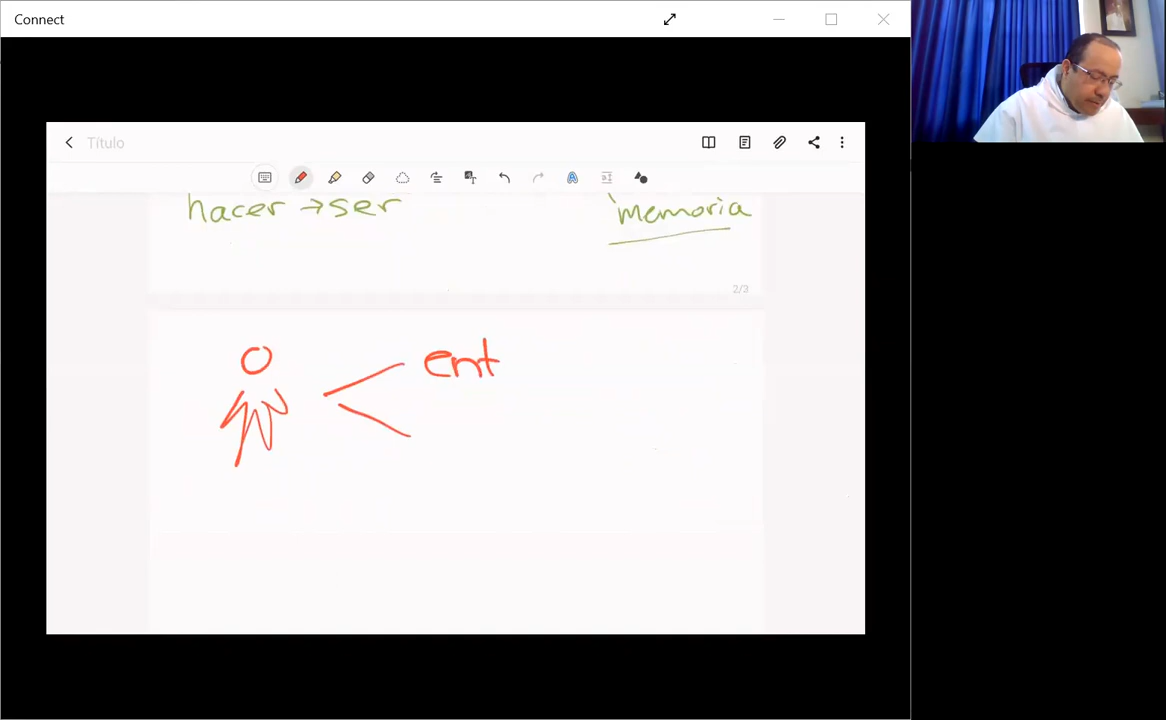 Connect
Título
hacer → ser
memoria
2/3
ent